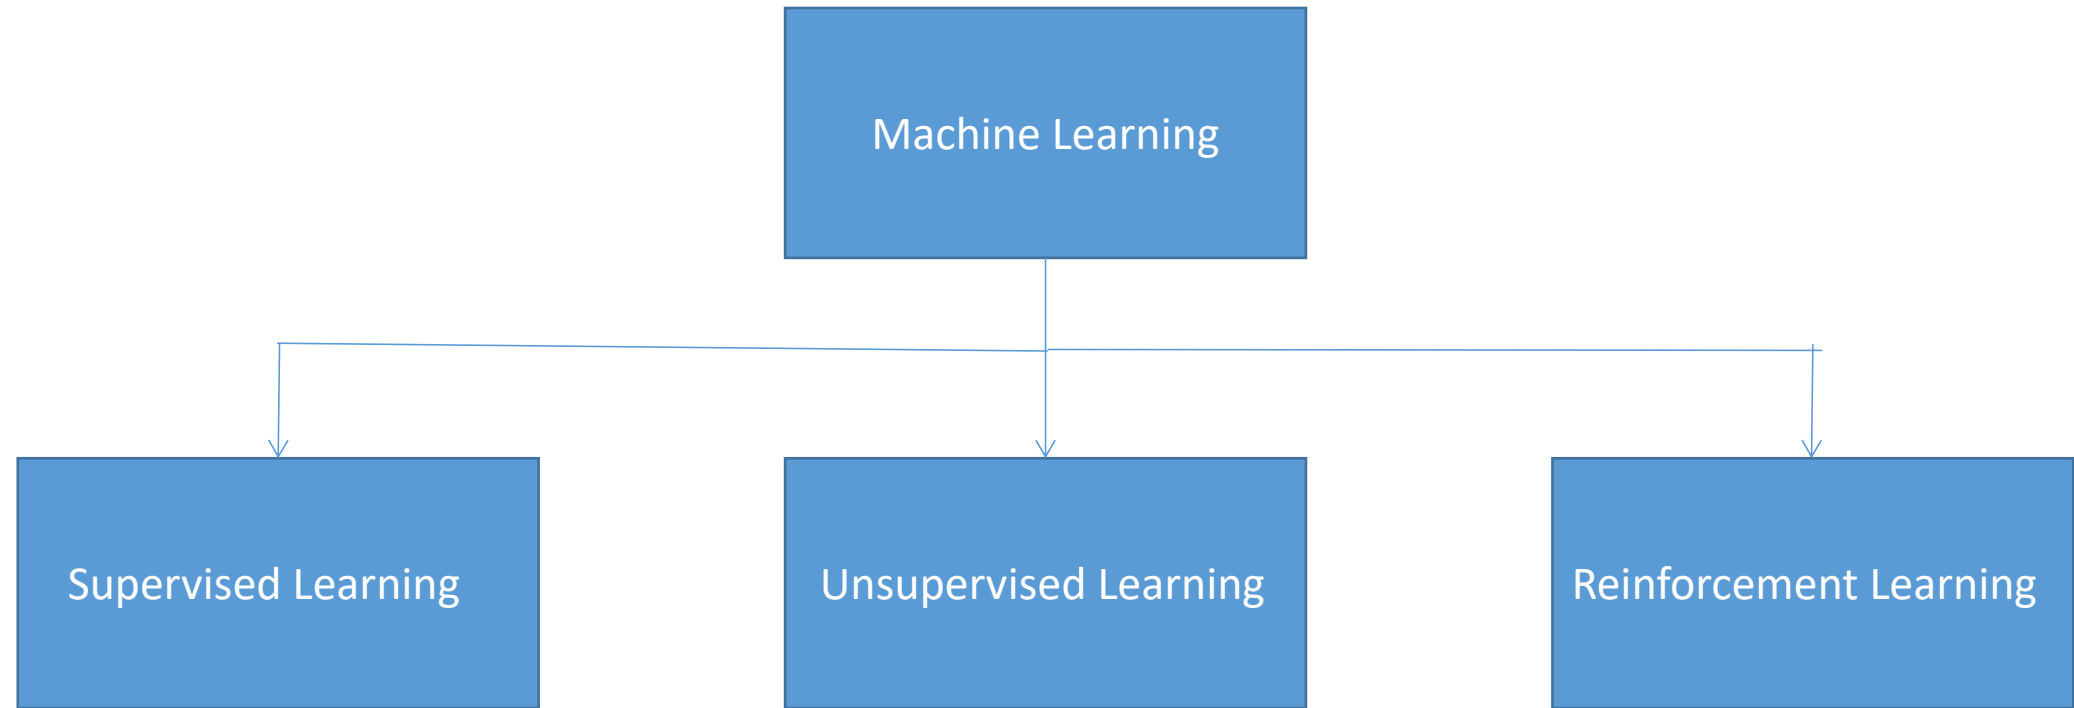 Machine Learning
Supervised Learning
Unsupervised Learning
Reinforcement Learning